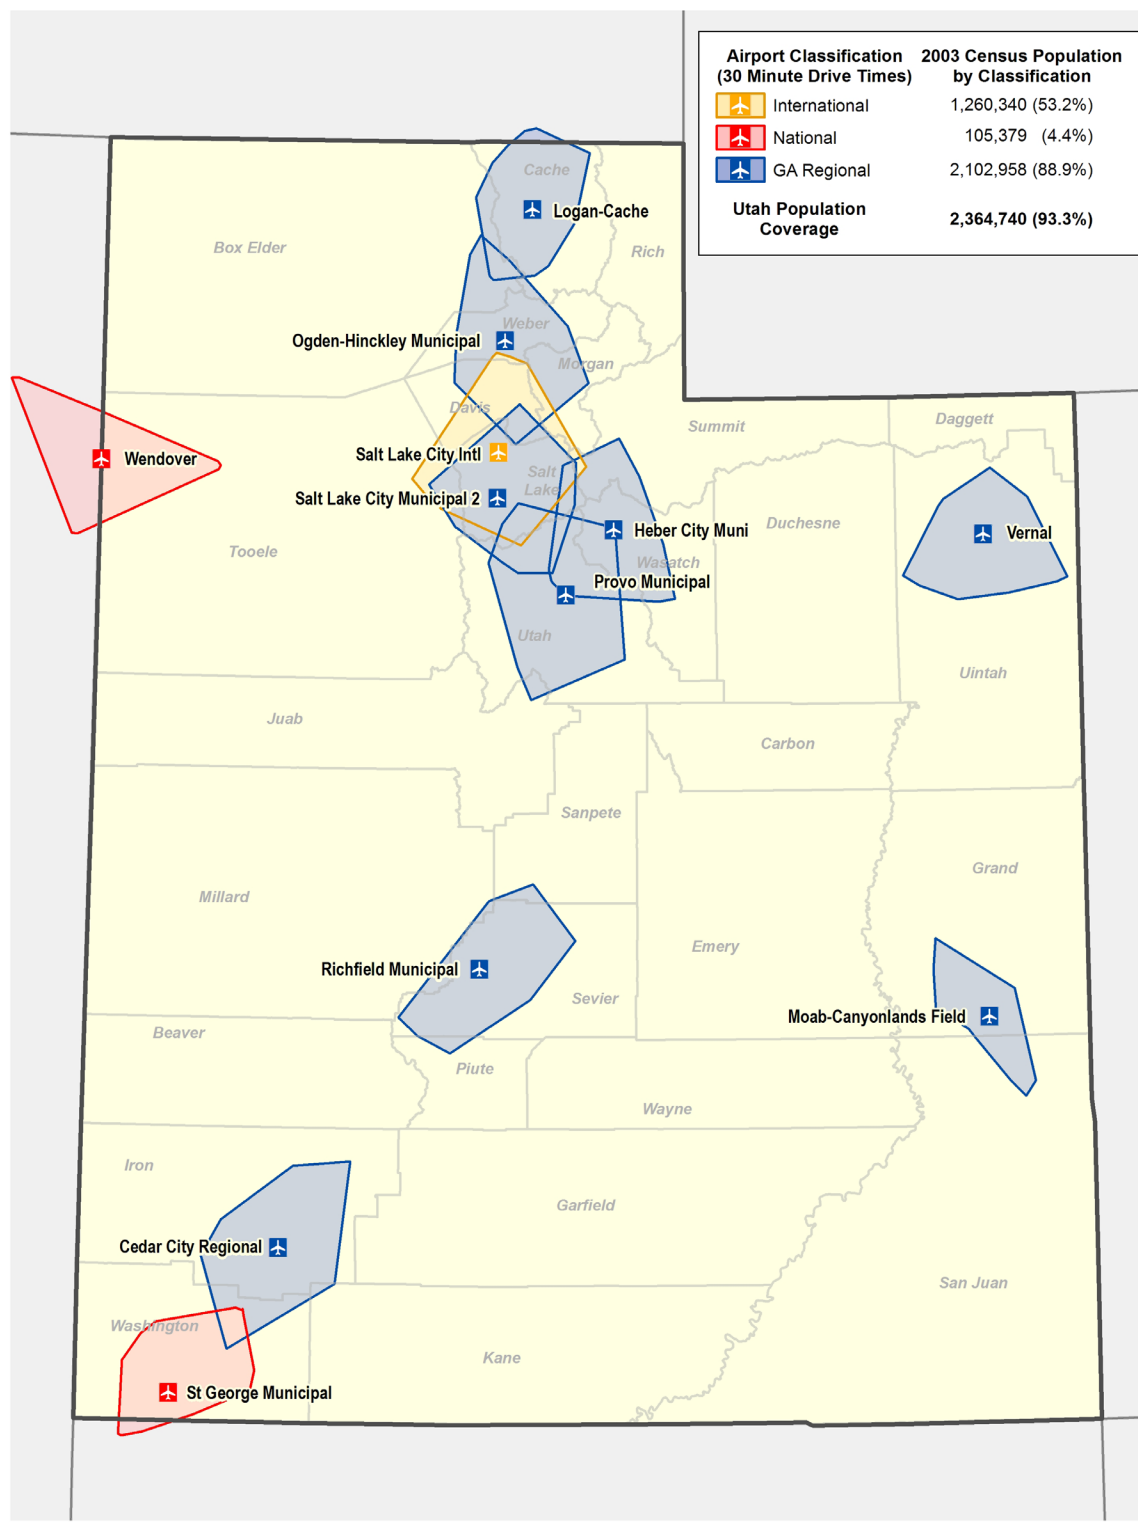 Airport Classification
(30 Minute Drive Times)
2003 Census Population
by Classification
International 1,260,340 (53.2%)
National 105,379 (4.4%)
GA Regional 2,102,958 (88.9%)
Utah Population
Coverage
2,364,740 (93.3%)
Cache
Logan-Cache
Box Elder
Rich
Weber
Ogden-Hinckley Municipal
Morgan
Davis
Summit
Daggett
Wendover
Salt Lake City Intl
Salt
Lake
Salt Lake City Municipal 2
Duchesne
Heber City Muni
Vernal
Tooele
Wasatch
Provo Municipal
Utah
Uintah
Juab
Carbon
Sanpete
Grand
Millard
Emery
Richfield Municipal
Sevier
Moab-Canyonlands Field
Beaver
Piute
Wayne
Iron
Garfield
Cedar City Regional
San Juan
Washington
Kane
St George Municipal